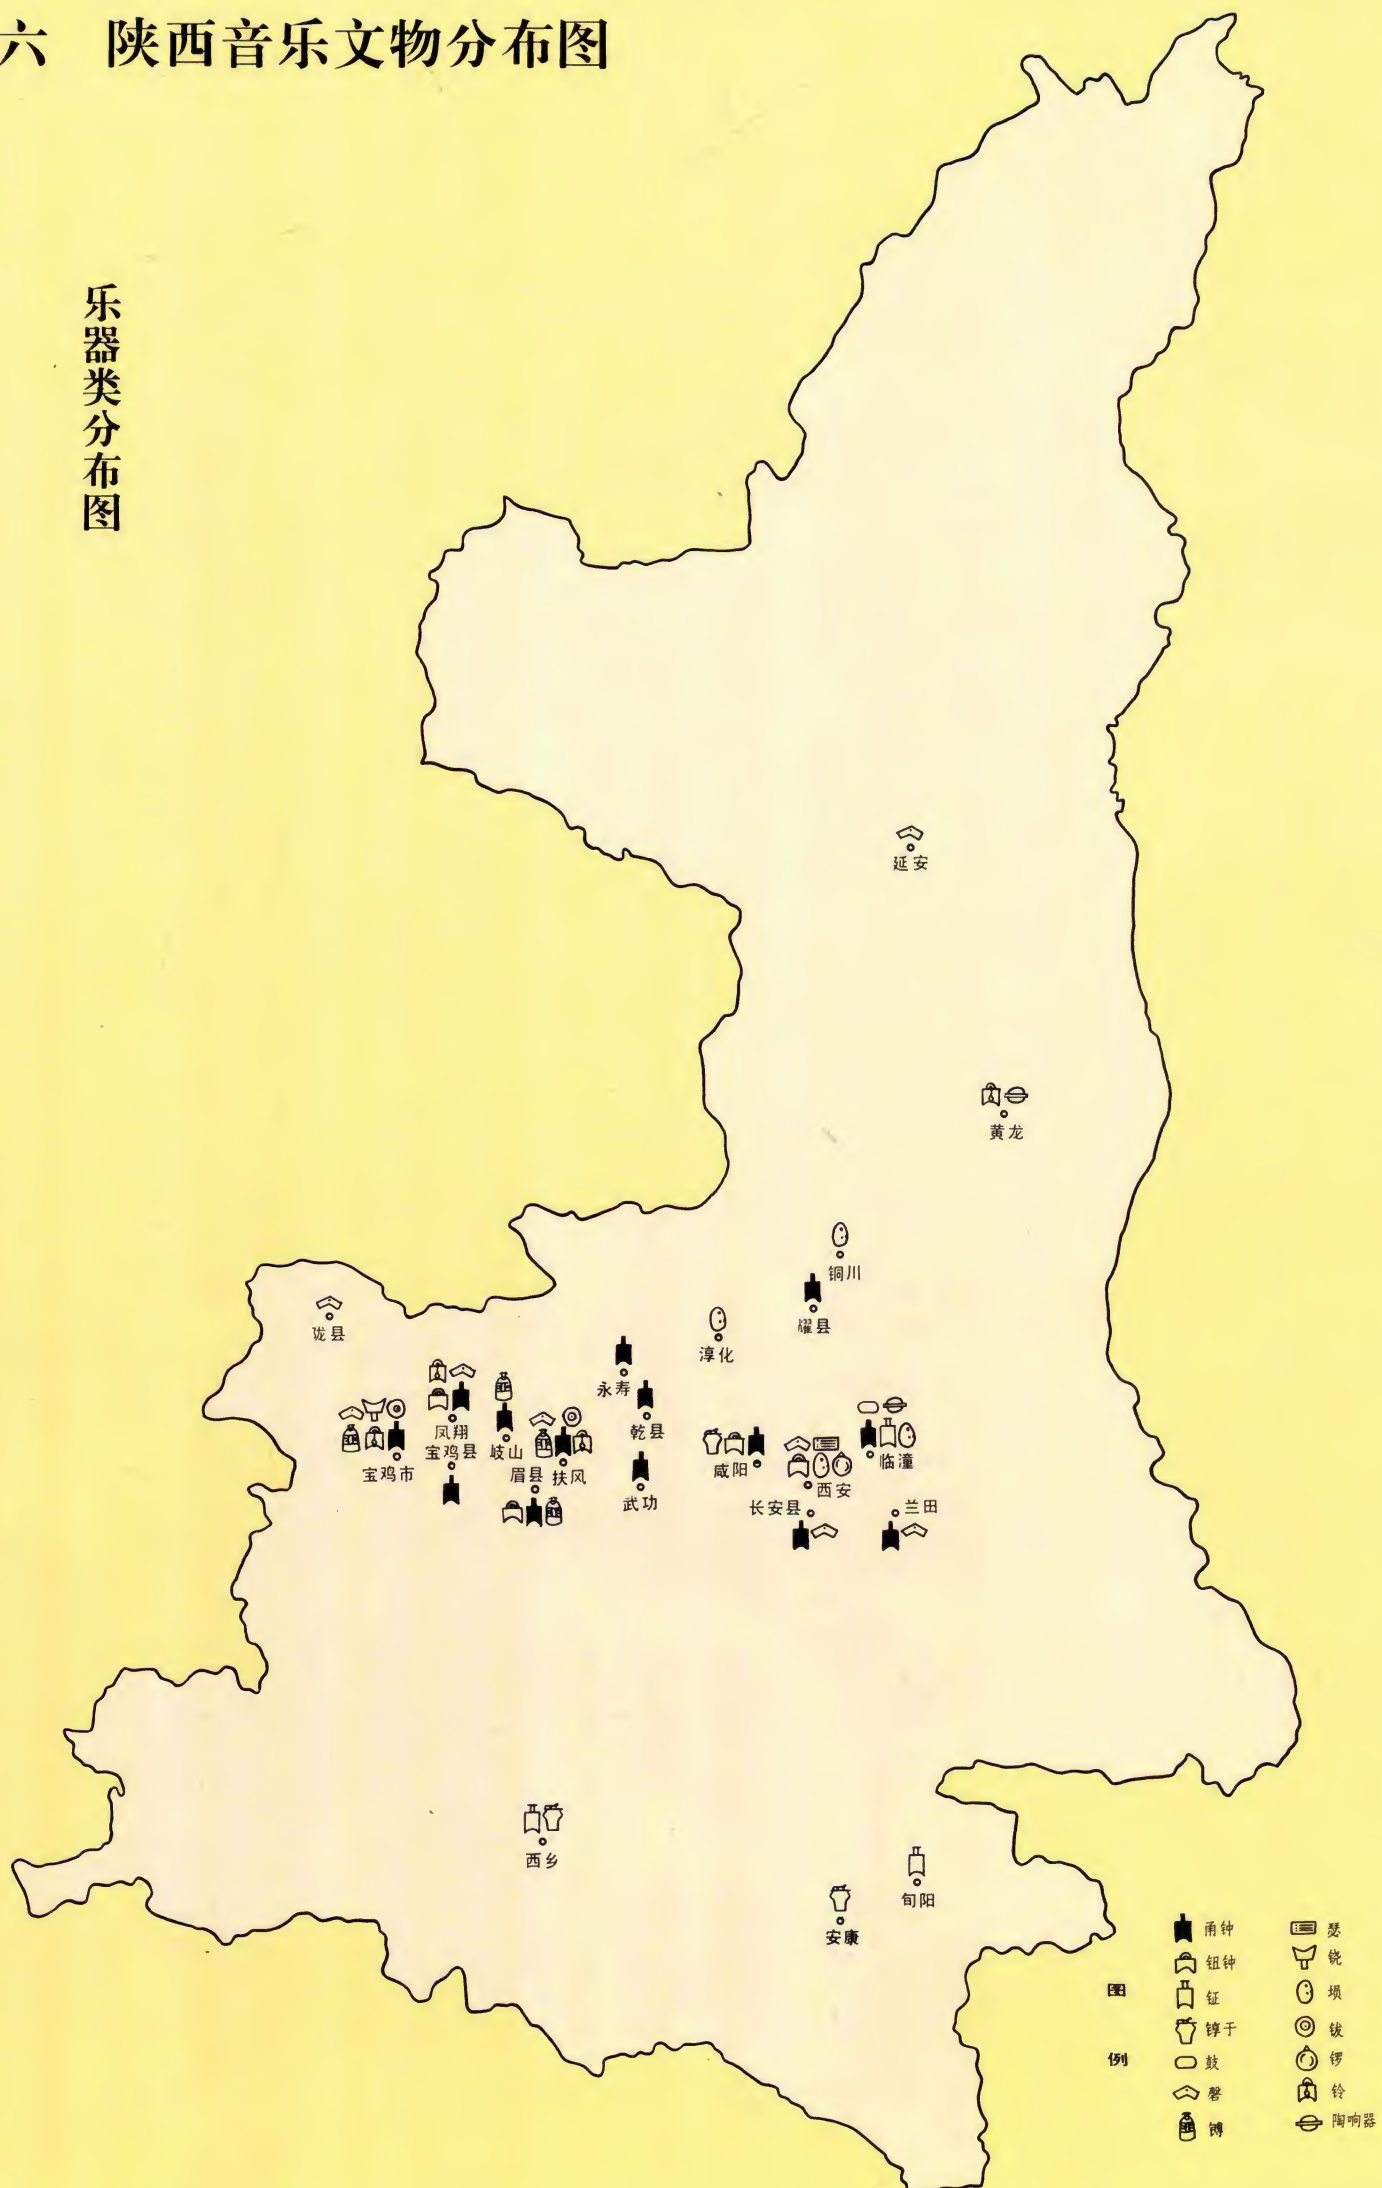 六 陕西音乐文物分布图
乐器类分布图
延安
黄龙
铜川
耀县
淳化
陇县
永寿
乾县
凤翔
宝鸡县
岐山
眉县
扶风
宝鸡市
武功
咸阳
西安
临潼
长安县
兰田
西乡
旬阳
安康
图例
甬钟
钮钟
钲
錞于
鼓
磬
镈
瑟
铙
埙
钹
锣
铃
陶响器